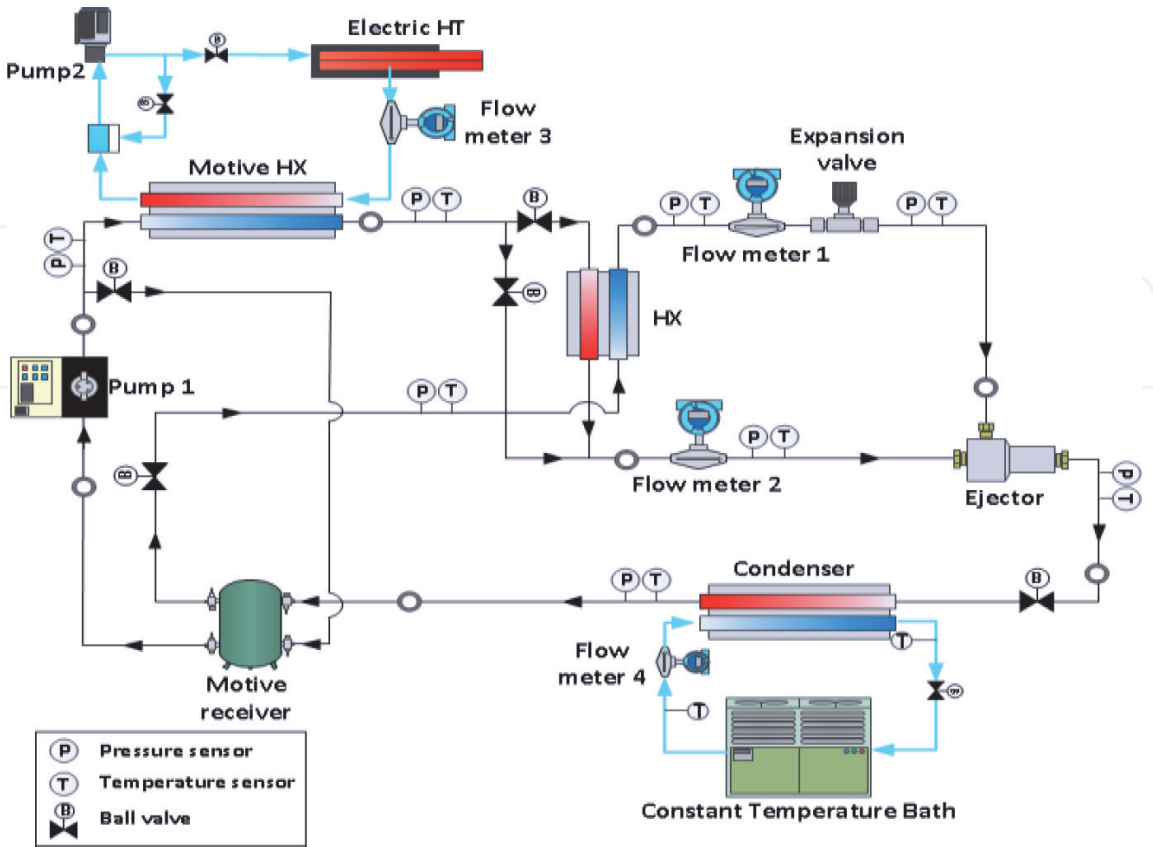 B
Electric HT
Pump2
B
Flow
meter 3
Expansion
valve
Motive HX
P T
B
P T
P T
T
P
Flow meter 1
B
B
HX
Pump 1
P T
B
P T
Flow meter 2
Ejector
P
T
Condenser
P T
B
Flow
meter 4
T
B
T
Motive
receiver
P Pressure sensor
T Temperature sensor
B Ball valve
Constant Temperature Bath